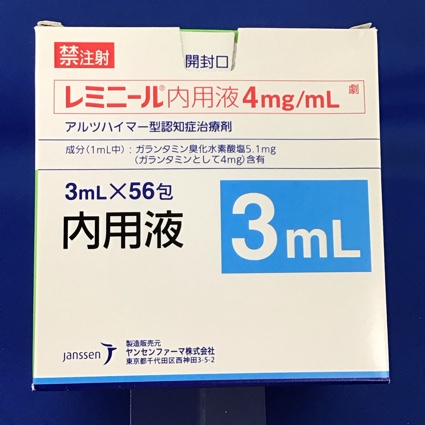 禁注射
開封口
レミニール®内用液4mg/mL
劇
アルツハイマー型認知症治療剤
成分(1mL中):ガランタミン臭化水素酸塩5.1mg
(ガランタミンとして4mg)含有
3mL×56包
内用液
3mL
janssen
製造販売元
ヤンセンファーマ株式会社
東京都千代田区西神田3-5-2